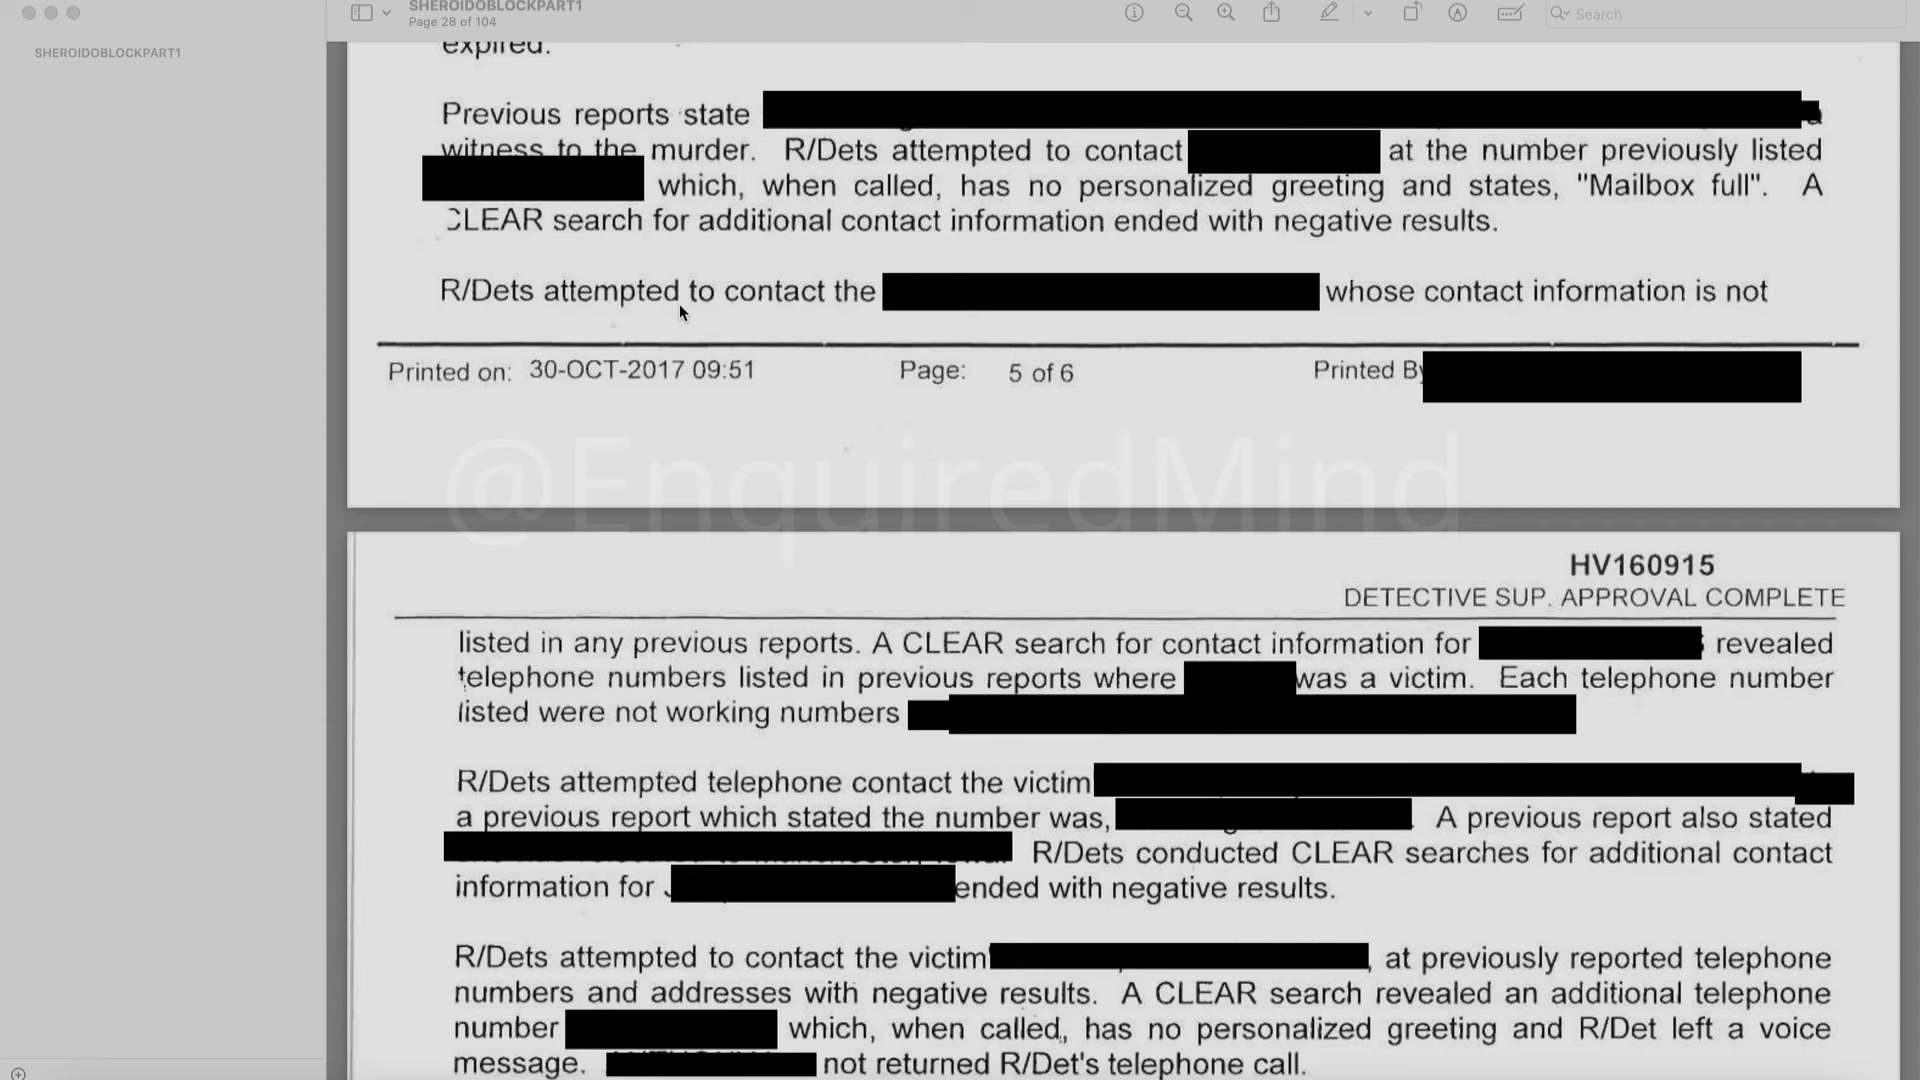 SHEROIDOBLOCKPART1
Page 28 of 104
Search
SHEROIDOBLOCKPART1
expired.
Previous reports state
witness to the murder. R/Dets attempted to contact at the number previously listed
which, when called, has no personalized greeting and states, "Mailbox full". A
CLEAR search for additional contact information ended with negative results.
R/Dets attempted to contact the whose contact information is not
Printed on: 30-OCT-2017 09:51 Page: 5 of 6 Printed By
@EnquiredMind
HV160915
DETECTIVE SUP. APPROVAL COMPLETE
listed in any previous reports. A CLEAR search for contact information for revealed
telephone numbers listed in previous reports where was a victim. Each telephone number
listed were not working numbers
R/Dets attempted telephone contact the victim
a previous report which stated the number was, A previous report also stated
R/Dets conducted CLEAR searches for additional contact
information for ended with negative results.
R/Dets attempted to contact the victim , at previously reported telephone
numbers and addresses with negative results. A CLEAR search revealed an additional telephone
number which, when called, has no personalized greeting and R/Det left a voice
message. not returned R/Det's telephone call.